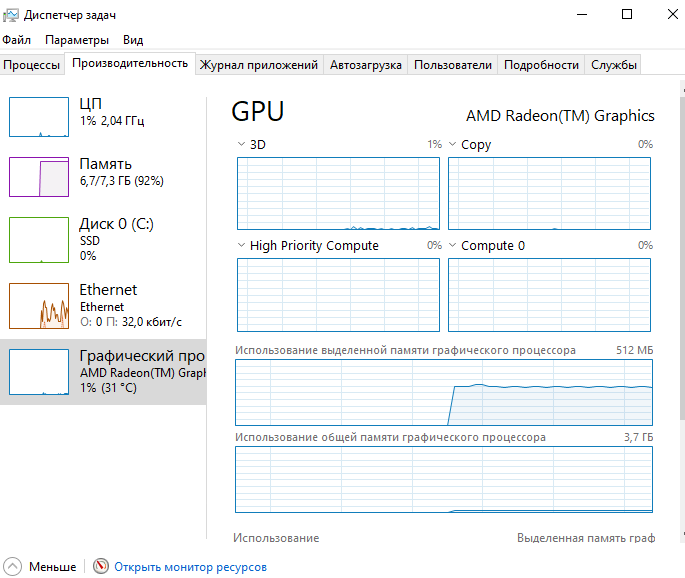 Диспетчер задач
Файл Параметры Вид
Процессы Производительность Журнал приложений Автозагрузка Пользователи Подробности Службы
ЦП
1% 2,04 ГГц
Память
6,7/7,3 ГБ (92%)
Диск 0 (C:)
SSD
0%
Ethernet
Ethernet
О: 0 П: 32,0 кбит/с
Графический про
AMD Radeon(TM) Graph
1% (31 °C)
GPU
AMD Radeon(TM) Graphics
3D 1%
Copy 0%
High Priority Compute 0%
Compute 0 0%
Использование выделенной памяти графического процессора 512 МБ
Использование общей памяти графического процессора 3,7 ГБ
Использование
Выделенная память граф
Меньше
Открыть монитор ресурсов